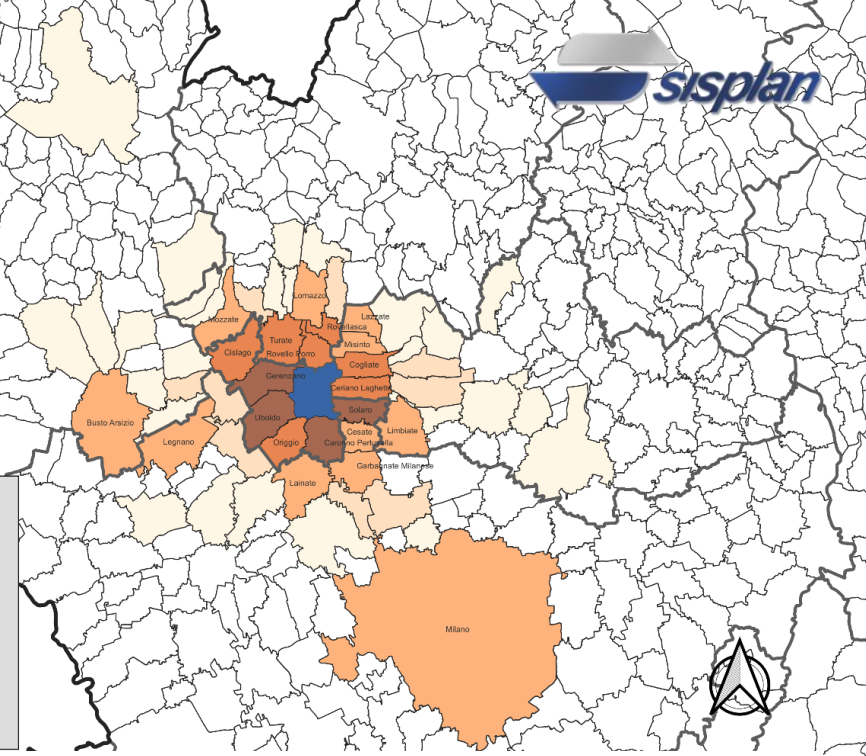 sisplan
Lomazzo
Mozzate
Lazzate
Rovellasca
Turate
Misinto
Cislago
Rovello Porro
Cogliate
Gerenzano
Ceriano Laghetto
Solaro
Uboldo
Busto Arsizio
Cesate
Limbiate
Legnano
Origgio
Caronno Pertusella
Garbagnate Milanese
Lainate
Milano